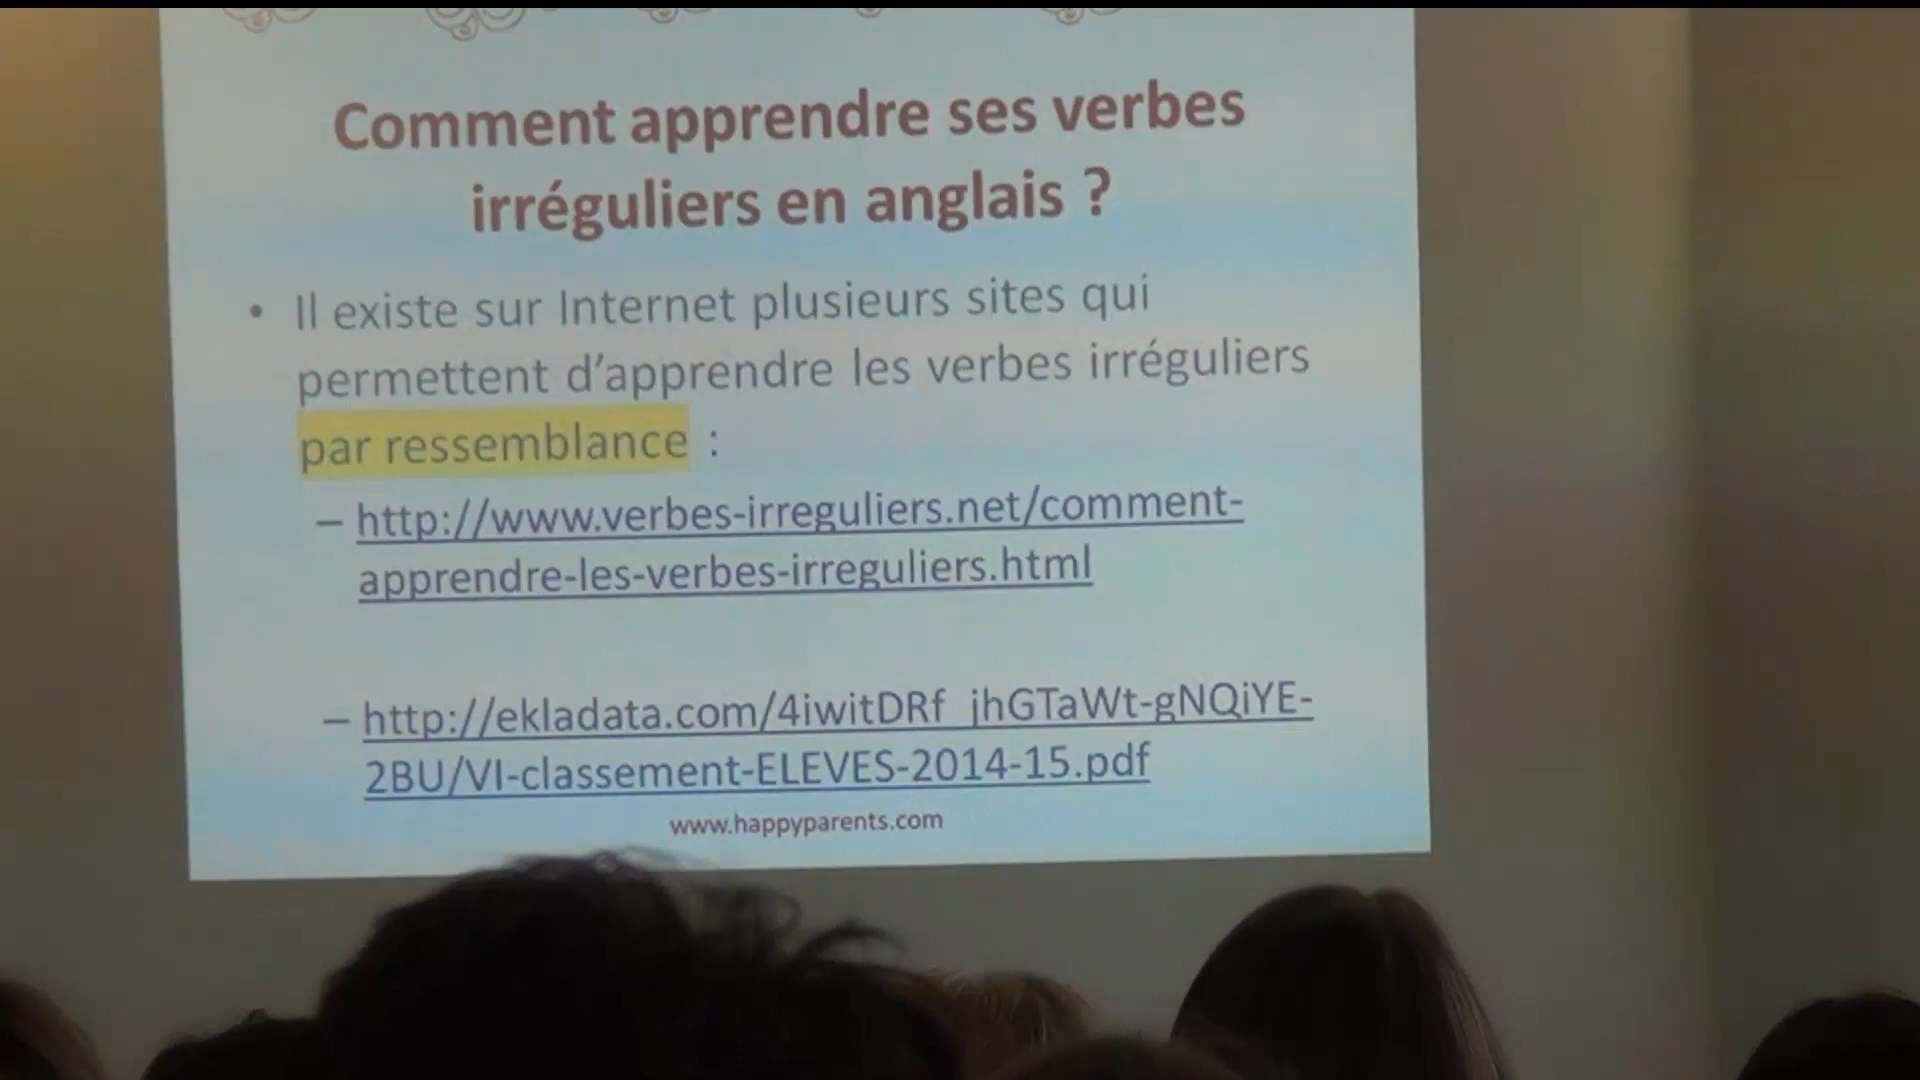 Comment apprendre ses verbes
irréguliers en anglais ?
• Il existe sur Internet plusieurs sites qui
permettent d’apprendre les verbes irréguliers
par ressemblance :
– http://www.verbes-irreguliers.net/comment-
apprendre-les-verbes-irreguliers.html
– http://ekladata.com/4iwitDRf_jhGTaWt-gNQiYE-
2BU/VI-classement-ELEVES-2014-15.pdf
www.happyparents.com